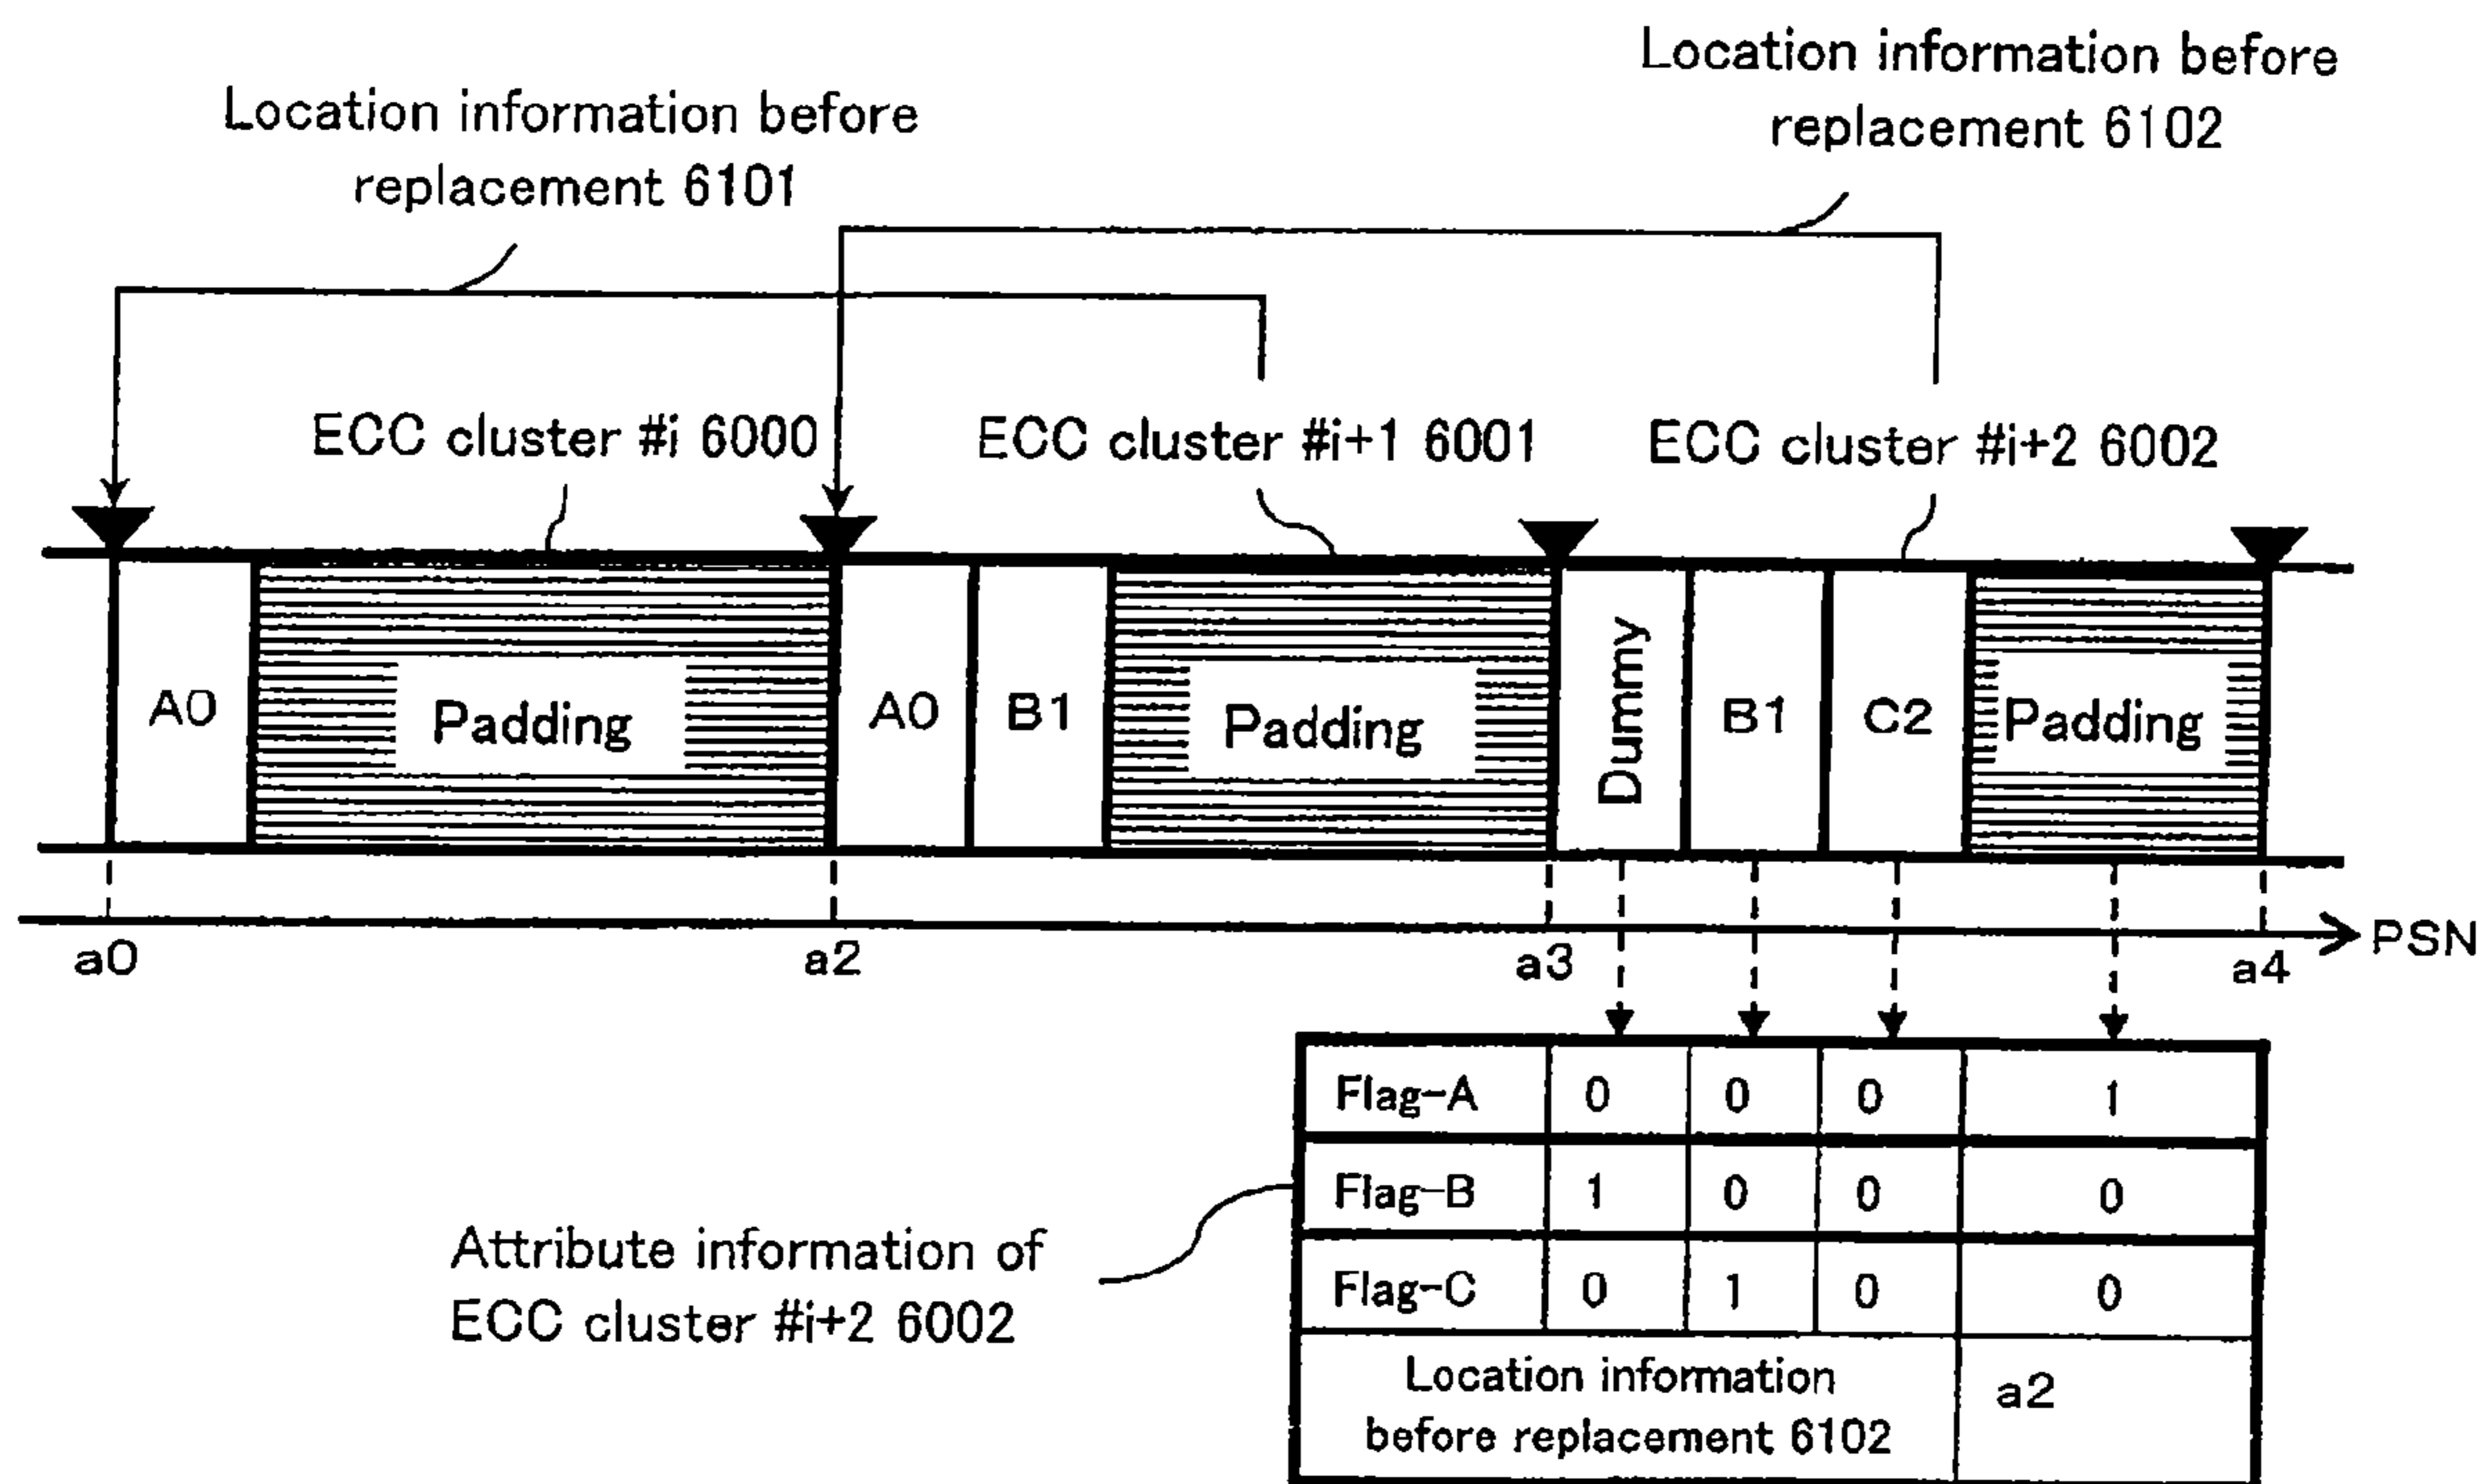 Location information before
replacement 6101
Location information before
replacement 6102
ECC cluster #i 6000
ECC cluster #i+1 6001
ECC cluster #i+2 6002
A0
Padding
A0
B1
Padding
Dummy
B1
C2
Padding
a0
a2
a3
a4
PSN
Flag-A 0 0 0 1
Flag-B 1 0 0 0
Flag-C 0 1 0 0
Location information
before replacement 6102
a2
Attribute information of
ECC cluster #i+2 6002